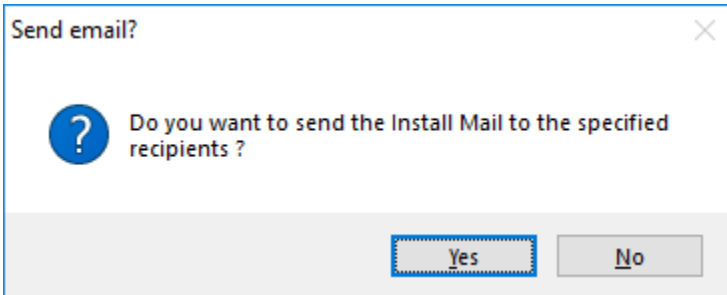 Send email?
Do you want to send the Install Mail to the specified
recipients ?
Yes
No